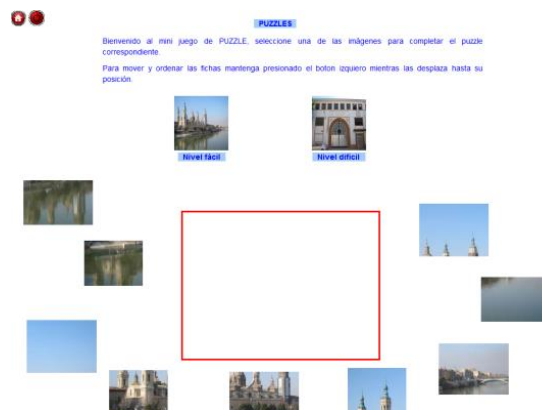 PUZZLES
Bienvenido al mini juego de PUZZLE, seleccione una de las imágenes para completar el puzzle
correspondiente.
Para mover y ordenar las fichas mantenga presionado el boton izquiero mientras las desplaza hasta su
posición.
Nivel fácil
Nivel dificil